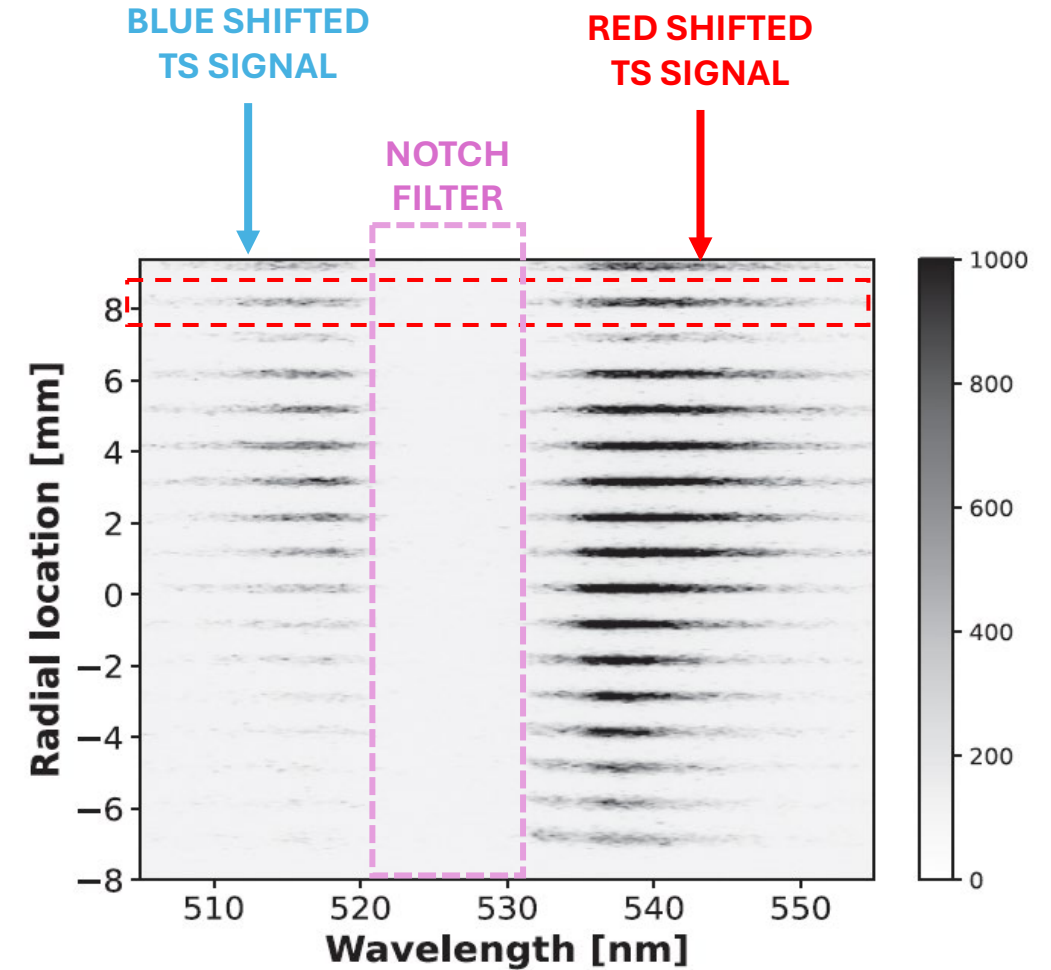 BLUE SHIFTED
TS SIGNAL
RED SHIFTED
TS SIGNAL
NOTCH
FILTER
Radial location [mm]
8
6
4
2
0
−2
−4
−6
−8
510
520
530
540
550
Wavelength [nm]
1000
800
600
400
200
0